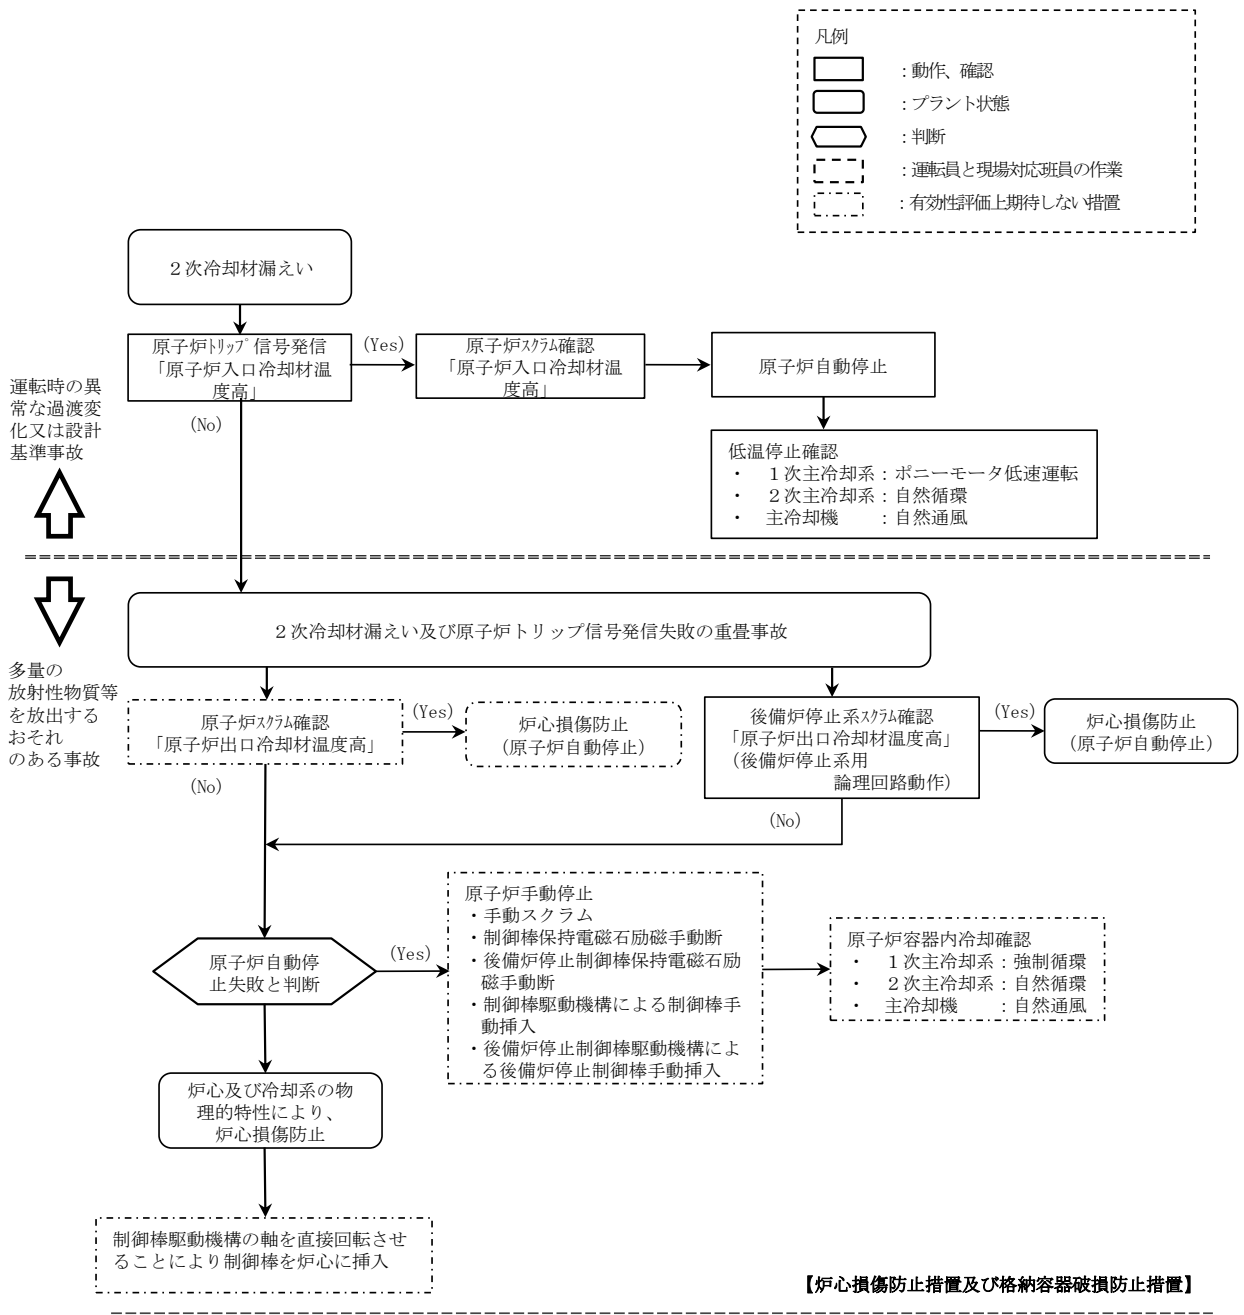 凡例
：動作、確認
：プラント状態
：判断
：運転員と現場対応班員の作業
：有効性評価上期待しない措置
２次冷却材漏えい
原子炉ﾄﾘｯﾌﾟ信号発信
「原子炉入口冷却材温
度高」
(Yes)
原子炉ｽｸﾗﾑ確認
「原子炉入口冷却材温
度高」
原子炉自動停止
(No)
低温停止確認
・　１次主冷却系：ポニーモータ低速運転
・　２次主冷却系：自然循環
・　主冷却機　　：自然通風
運転時の異
常な過渡変
化又は設計
基準事故
多量の
放射性物質等
を放出する
おそれ
のある事故
２次冷却材漏えい及び原子炉トリップ信号発信失敗の重畳事故
原子炉ｽｸﾗﾑ確認
「原子炉出口冷却材温度高」
(Yes)
炉心損傷防止
（原子炉自動停止）
(No)
後備炉停止系ｽｸﾗﾑ確認
「原子炉出口冷却材温度高」
（後備炉停止系用
論理回路動作）
(Yes)
炉心損傷防止
（原子炉自動停止）
(No)
原子炉自動停
止失敗と判断
(Yes)
原子炉手動停止
・手動スクラム
・制御棒保持電磁石励磁手動断
・後備炉停止制御棒保持電磁石励
磁手動断
・制御棒駆動機構による制御棒手
動挿入
・後備炉停止制御棒駆動機構によ
る後備炉停止制御棒手動挿入
原子炉容器内冷却確認
・　１次主冷却系：強制循環
・　２次主冷却系：自然循環
・　主冷却機　　：自然通風
炉心及び冷却系の物
理的特性により、
炉心損傷防止
制御棒駆動機構の軸を直接回転させ
ることにより制御棒を炉心に挿入
【炉心損傷防止措置及び格納容器破損防止措置】